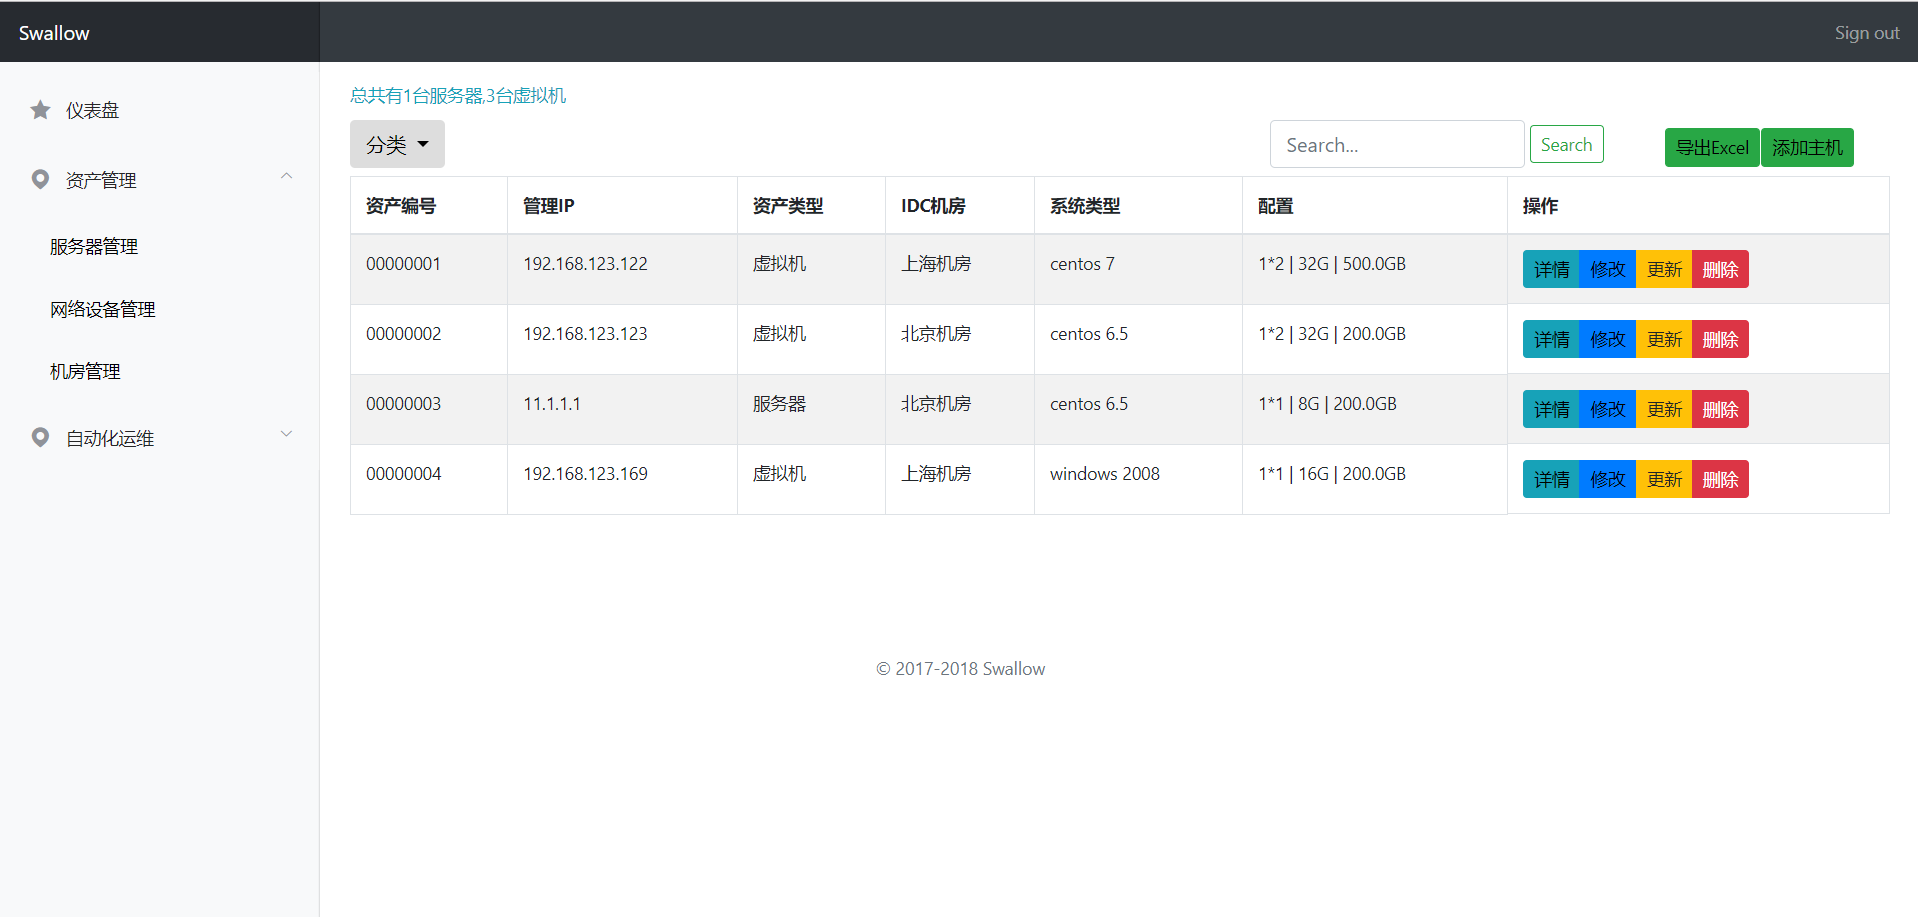 Swallow
Sign out
仪表盘
资产管理
服务器管理
网络设备管理
机房管理
自动化运维
总共有1台服务器,3台虚拟机
分类
Search...
Search
导出Excel 添加主机
资产编号 管理IP 资产类型 IDC机房 系统类型 配置 操作
00000001 192.168.123.122 虚拟机 上海机房 centos 7 1*2 | 32G | 500.0GB 详情 修改 更新 删除
00000002 192.168.123.123 虚拟机 北京机房 centos 6.5 1*2 | 32G | 200.0GB 详情 修改 更新 删除
00000003 11.1.1.1 服务器 北京机房 centos 6.5 1*1 | 8G | 200.0GB 详情 修改 更新 删除
00000004 192.168.123.169 虚拟机 上海机房 windows 2008 1*1 | 16G | 200.0GB 详情 修改 更新 删除
© 2017-2018 Swallow